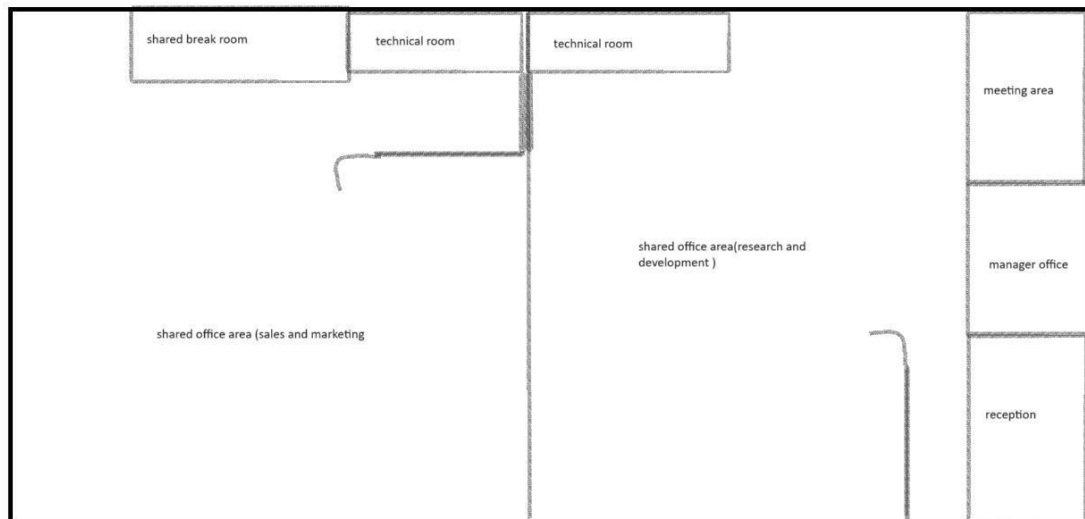 shared break room
technical room
technical room
meeting area
shared office area(research and
development )
manager office
shared office area (sales and marketing
reception